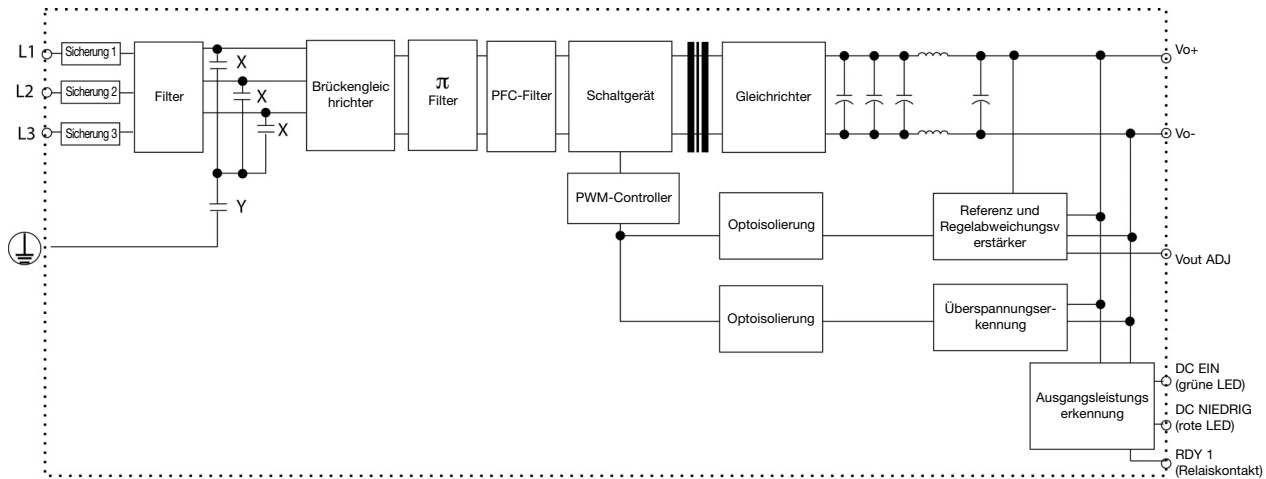 L1
Sicherung 1
L2
Sicherung 2
L3
Sicherung 3
Filter
X
X
X
Y
Brückengleic
hrichter
π
Filter
PFC-Filter
Schaltgerät
Gleichrichter
Vo+
Vo-
PWM-Controller
Optoisolierung
Referenz und
Regelabweichungsv
erstärker
Vout ADJ
Optoisolierung
Überspannungser-
kennung
Ausgangsleistungs
erkennung
DC EIN
(grüne LED)
DC NIEDRIG
(rote LED)
RDY 1
(Relaiskontakt)